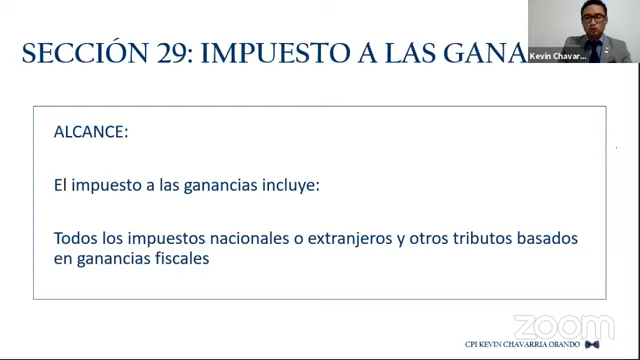 SECCIÓN 29: IMPUESTO A LAS GANA
Kevin Chavar...
ALCANCE:
El impuesto a las ganancias incluye:
Todos los impuestos nacionales o extranjeros y otros tributos basados
en ganancias fiscales
zoom
CPI KEVIN CHAVARRIA OBANDO